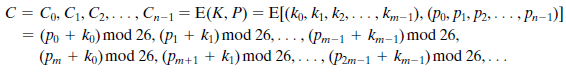 C = C₀, C₁, C₂, . . . , Cₙ₋₁ = E(K, P) = E[(k₀, k₁, k₂, . . . , kₘ₋₁), (p₀, p₁, p₂, . . . , pₙ₋₁)]
= (p₀ + k₀) mod 26, (p₁ + k₁) mod 26, . . . , (pₘ₋₁ + kₘ₋₁) mod 26,
(pₘ + k₀) mod 26, (pₘ₊₁ + k₁) mod 26, . . . , (p₂ₘ₋₁ + kₘ₋₁) mod 26, . . .